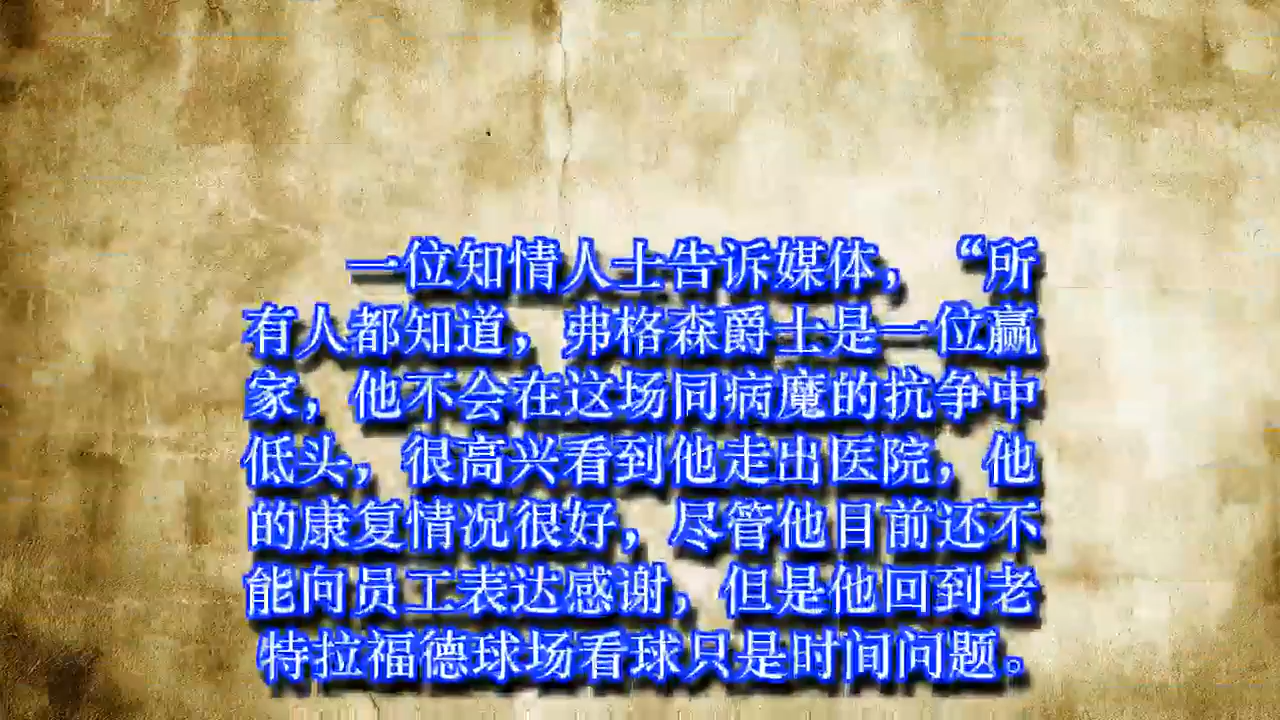 一位知情人士告诉媒体，“所
有人都知道，弗格森爵士是一位赢
家，他不会在这场同病魔的抗争中
低头，很高兴看到他走出医院，他
的康复情况很好，尽管他目前还不
能向员工表达感谢，但是他回到老
特拉福德球场看球只是时间问题。